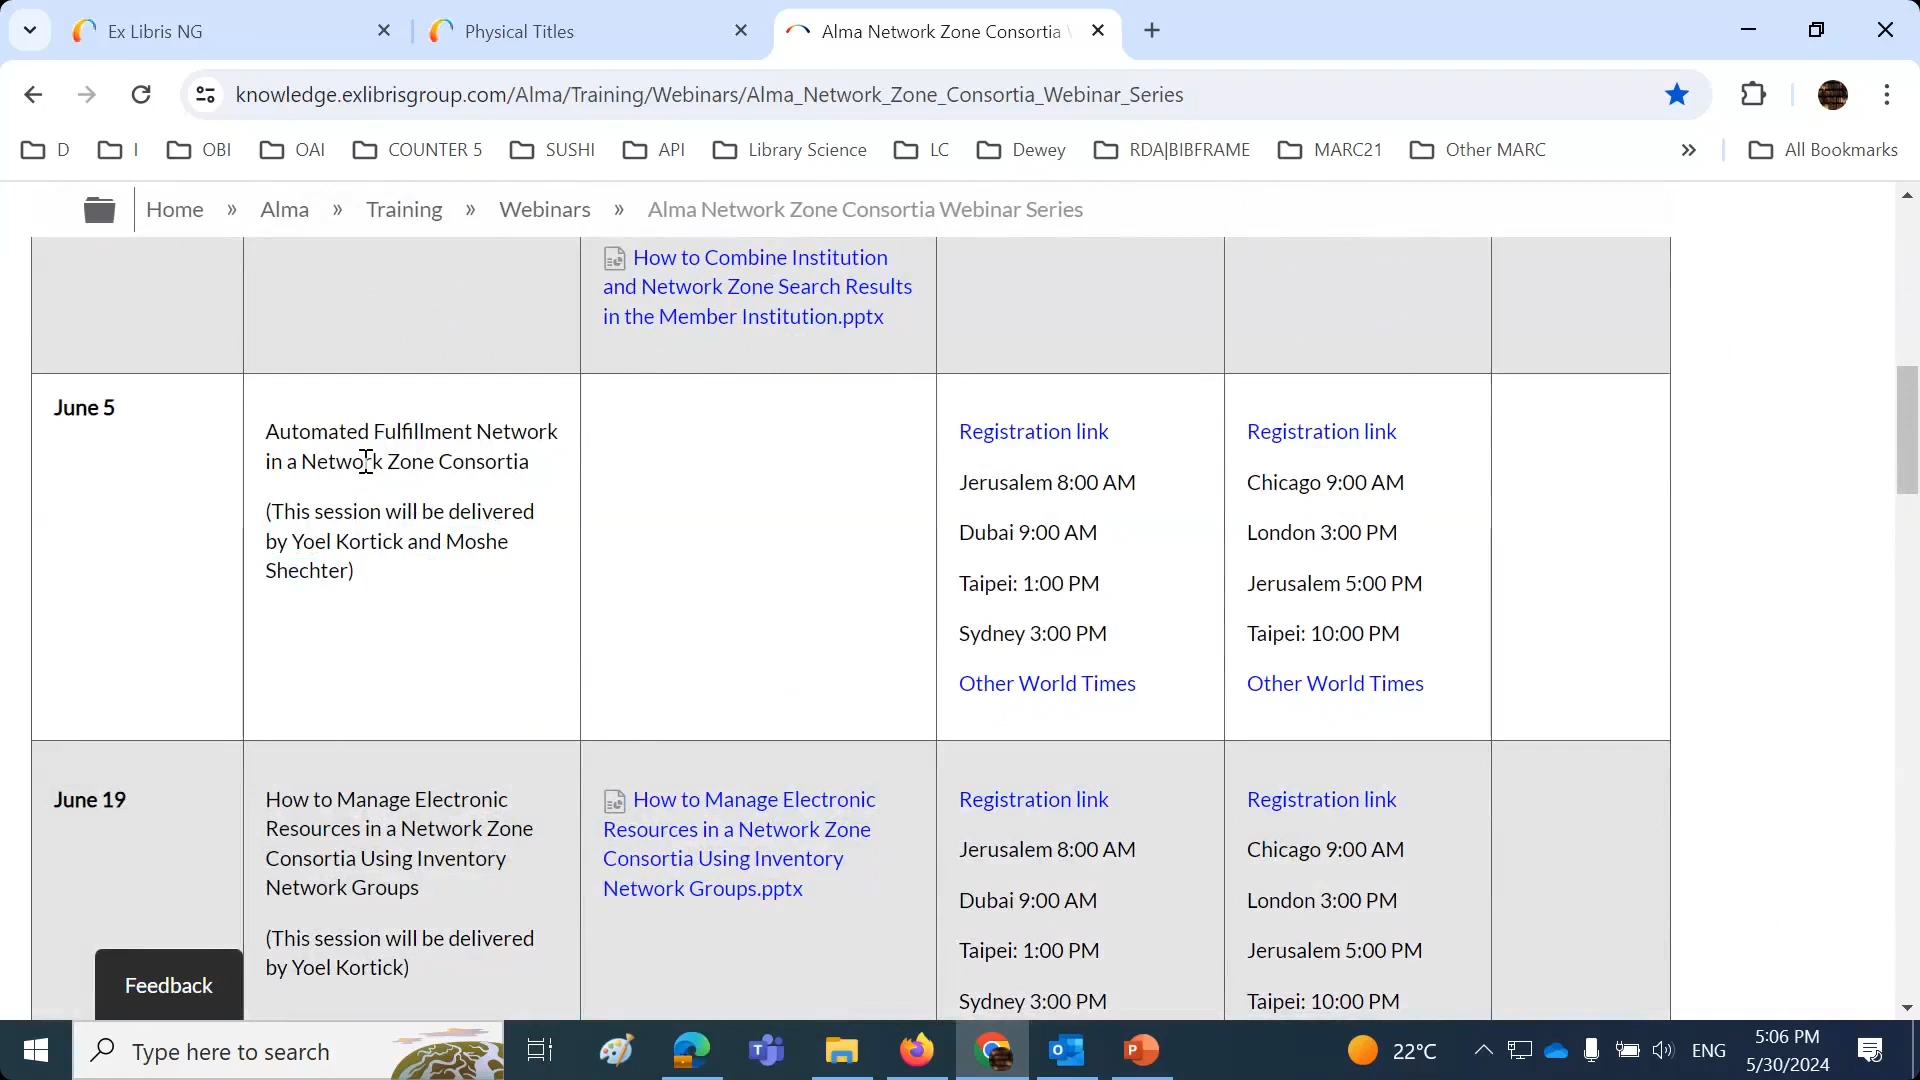 Ex Libris NG
Physical Titles
Alma Network Zone Consortia
knowledge.exlibrisgroup.com/Alma/Training/Webinars/Alma_Network_Zone_Consortia_Webinar_Series
D
I
OBI
OAI
COUNTER 5
SUSHI
API
Library Science
LC
Dewey
RDA|BIBFRAME
MARC21
Other MARC
»
All Bookmarks
Home » Alma » Training » Webinars » Alma Network Zone Consortia Webinar Series
How to Combine Institution
and Network Zone Search Results
in the Member Institution.pptx
June 5
Automated Fulfillment Network
in a Network Zone Consortia
(This session will be delivered
by Yoel Kortick and Moshe
Shechter)
Registration link
Jerusalem 8:00 AM
Dubai 9:00 AM
Taipei: 1:00 PM
Sydney 3:00 PM
Other World Times
Registration link
Chicago 9:00 AM
London 3:00 PM
Jerusalem 5:00 PM
Taipei: 10:00 PM
Other World Times
June 19
How to Manage Electronic
Resources in a Network Zone
Consortia Using Inventory
Network Groups
(This session will be delivered
by Yoel Kortick)
How to Manage Electronic
Resources in a Network Zone
Consortia Using Inventory
Network Groups.pptx
Registration link
Jerusalem 8:00 AM
Dubai 9:00 AM
Taipei: 1:00 PM
Sydney 3:00 PM
Registration link
Chicago 9:00 AM
London 3:00 PM
Jerusalem 5:00 PM
Taipei: 10:00 PM
Feedback
Type here to search
22°C
ENG
5:06 PM
5/30/2024